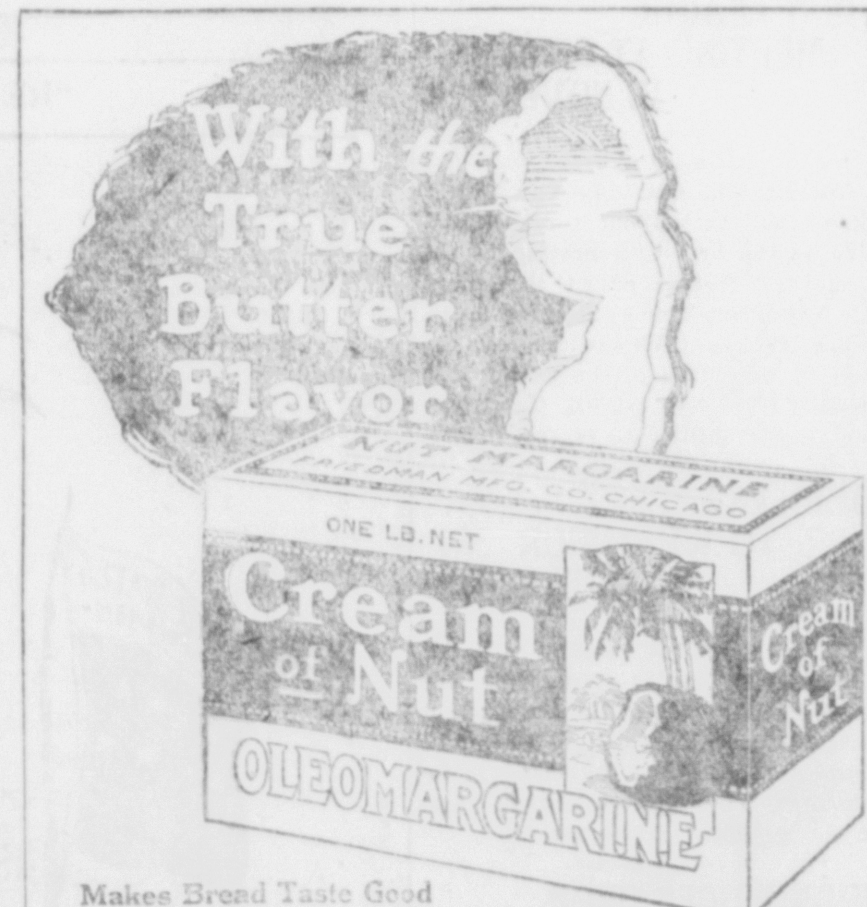 With the
True
Butter
Flavor
NUT MARGARINE
FRIEDMAN MFG. CO. CHICAGO
ONE LB. NET
Cream
of Nut
OLEOMARGARINE
Cream
of
Nut
Makes Bread Taste Good